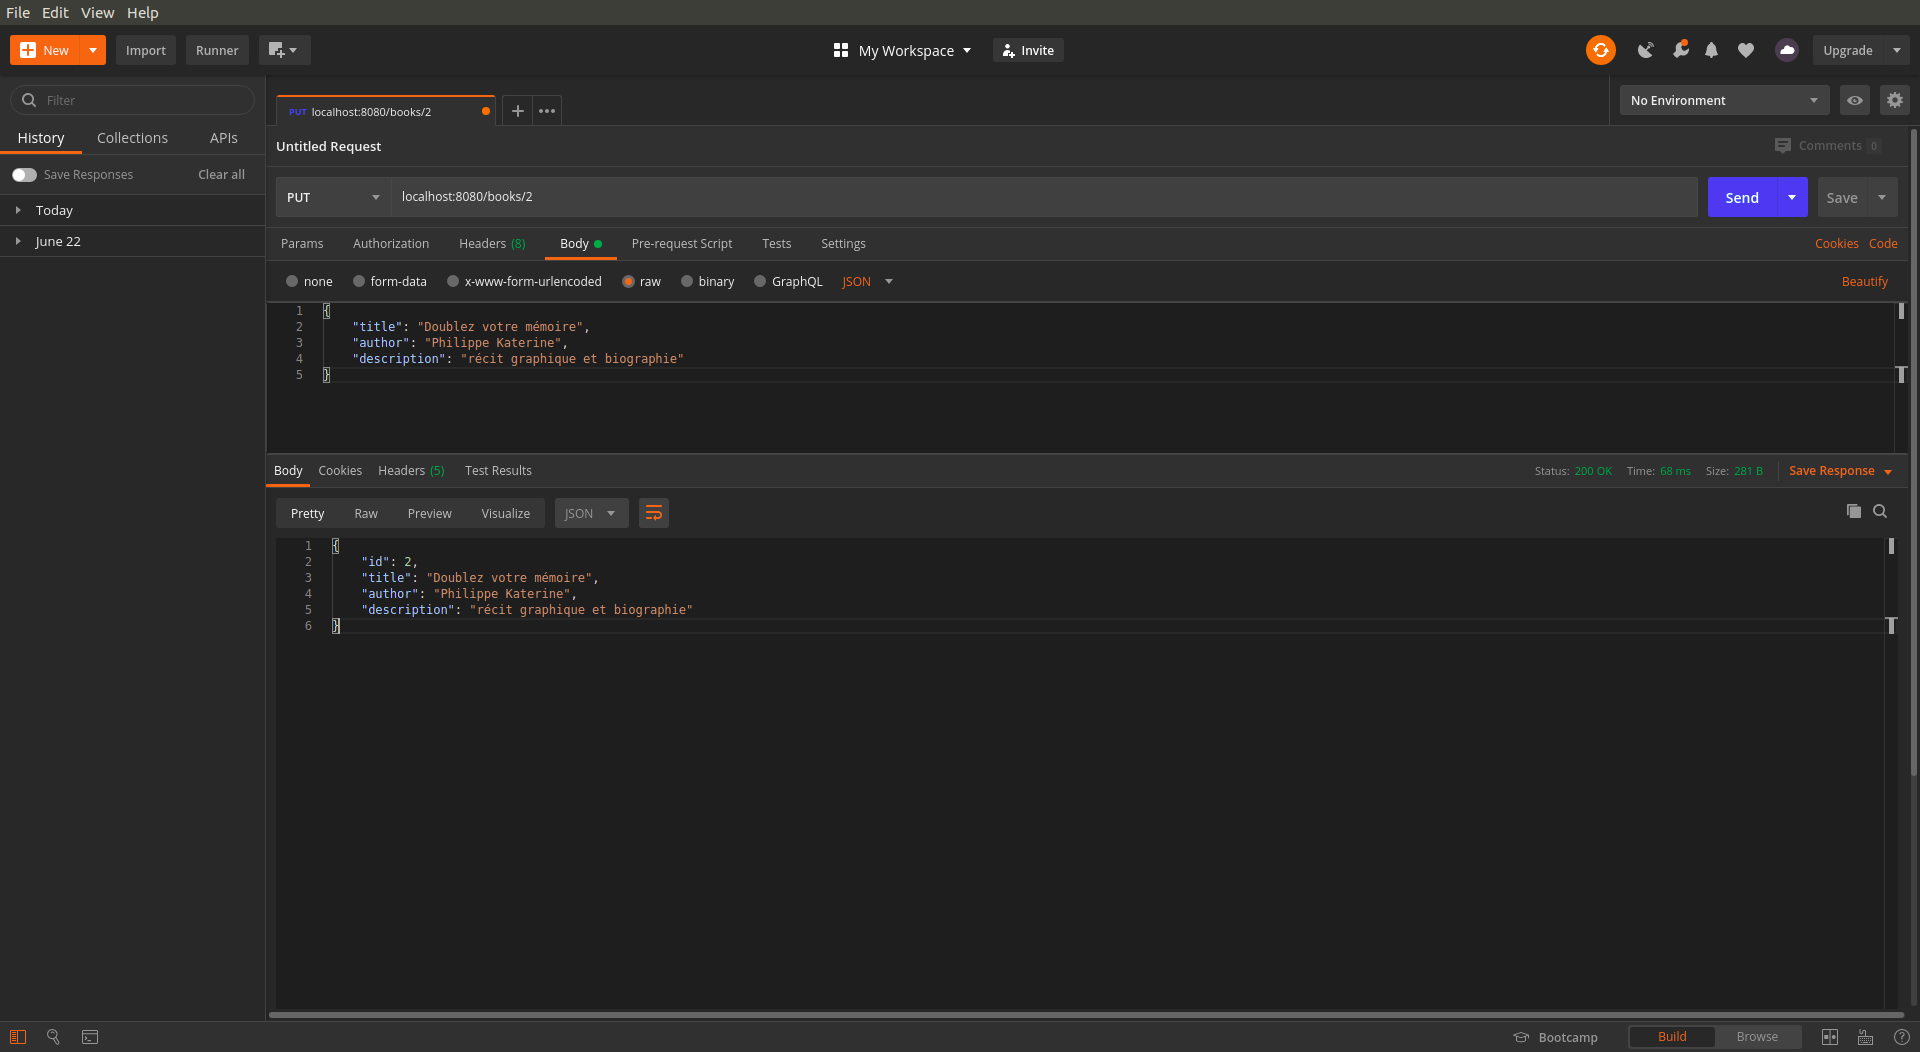 File Edit View Help
New Import Runner My Workspace Invite Upgrade
Filter
History Collections APIs
Save Responses Clear all
Today
June 22
PUT localhost:8080/books/2 No Environment
Untitled Request Comments 0
PUT localhost:8080/books/2 Send Save
Params Authorization Headers (8) Body Pre-request Script Tests Settings Cookies Code
none form-data x-www-form-urlencoded raw binary GraphQL JSON Beautify
1 {
2 "title": "Doublez votre mémoire",
3 "author": "Philippe Katerine",
4 "description": "récit graphique et biographie"
5 }
Body Cookies Headers (5) Test Results Status: 200 OK Time: 68 ms Size: 281 B Save Response
Pretty Raw Preview Visualize JSON
1 {
2 "id": 2,
3 "title": "Doublez votre mémoire",
4 "author": "Philippe Katerine",
5 "description": "récit graphique et biographie"
6 }
Bootcamp Build Browse